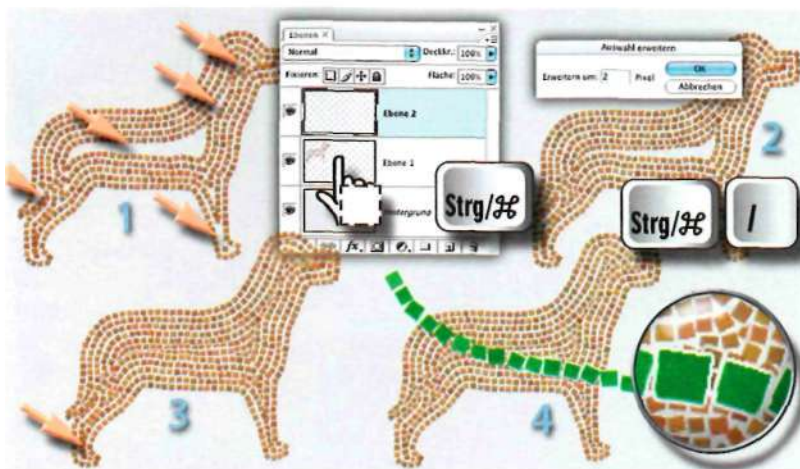 Ebenen ×
Normal
Deckkr.: 100%
Fixieren:
Fläche: 100%
Ebene 2
Ebene 1
Hintergrund
fx.
Strg/⌘
Auswahl erweitern
Erweitern um: 2 Pixel
OK
Abbrechen
Strg/⌘
I
1
2
3
4